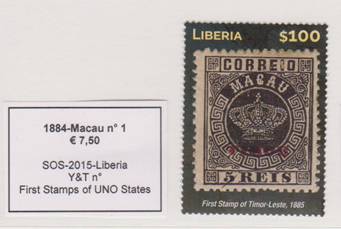 1884-Macau n° 1
€ 7,50
SOS-2015-Liberia
Y&T n°
First Stamps of UNO States
LIBERIA $100
CORREIO
MACAU
5 REIS
First Stamp of Timor-Leste, 1885